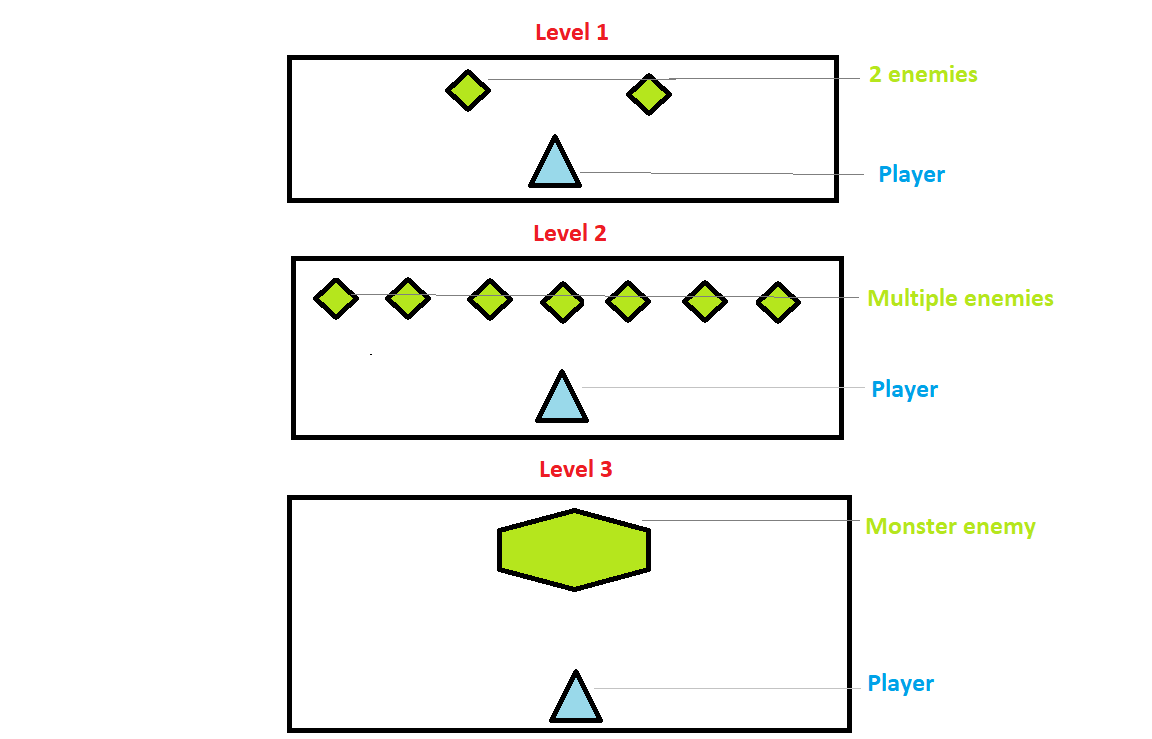 Level 1
2 enemies
Player
Level 2
Multiple enemies
Player
Level 3
Monster enemy
Player